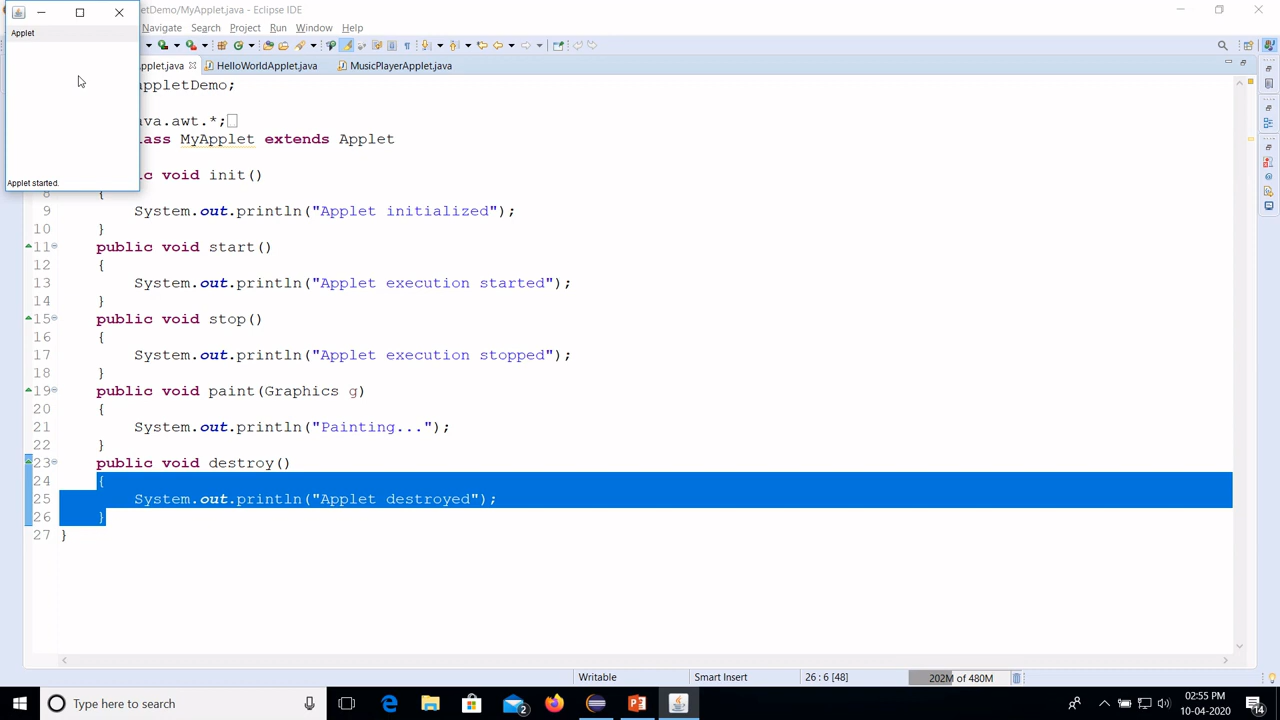 etDemo/MyApplet.java - Eclipse IDE
Applet
Navigate Search Project Run Window Help
pplet.java HelloWorldApplet.java MusicPlayerApplet.java
appletDemo;
va.awt.*;
ass MyApplet extends Applet
c void init()
Applet started.
8 {
9 System.out.println("Applet initialized");
10 }
11 public void start()
12 {
13 System.out.println("Applet execution started");
14 }
15 public void stop()
16 {
17 System.out.println("Applet execution stopped");
18 }
19 public void paint(Graphics g)
20 {
21 System.out.println("Painting...");
22 }
23 public void destroy()
24 {
25 System.out.println("Applet destroyed");
26 }
27 }
Writable Smart Insert 26 : 6 [48] 202M of 480M
Type here to search 2 02:55 PM
10-04-2020 14